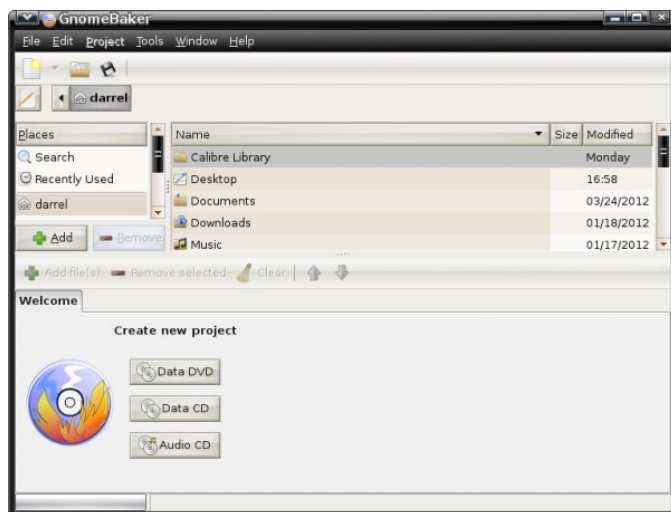 GnomeBaker
File Edit Project Tools Window Help
darrel
Places
Name Size Modified
Search
Calibre Library Monday
Recently Used
Desktop 16:58
darrel
Documents 03/24/2012
Downloads 01/18/2012
Add Remove
Music 01/17/2012
Add file(s) Remove selected Clear
Welcome
Create new project
Data DVD
Data CD
Audio CD